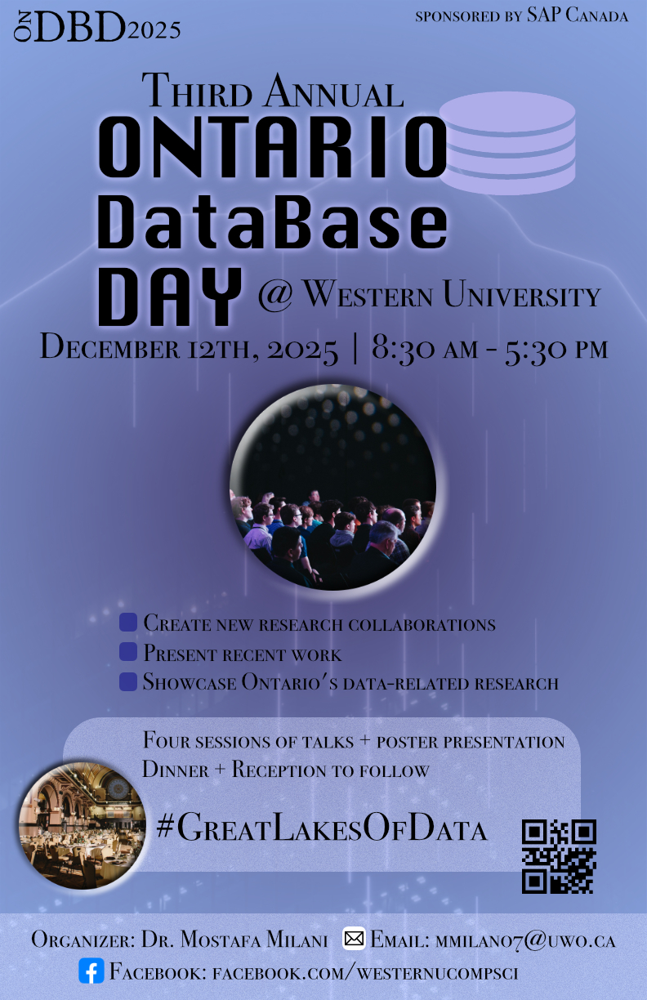 ONDBD2025
sponsored by SAP Canada
Third Annual
ONTARIO
DataBase
DAY @ Western University
December 12th, 2025 | 8:30 am - 5:30 pm
Create new research collaborations
Present recent work
Showcase Ontario's data-related research
Four sessions of talks + poster presentation
Dinner + Reception to follow
#GreatLakesOfData
Organizer: Dr. Mostafa Milani Email: mmilano7@uwo.ca
Facebook: facebook.com/westernucompsci